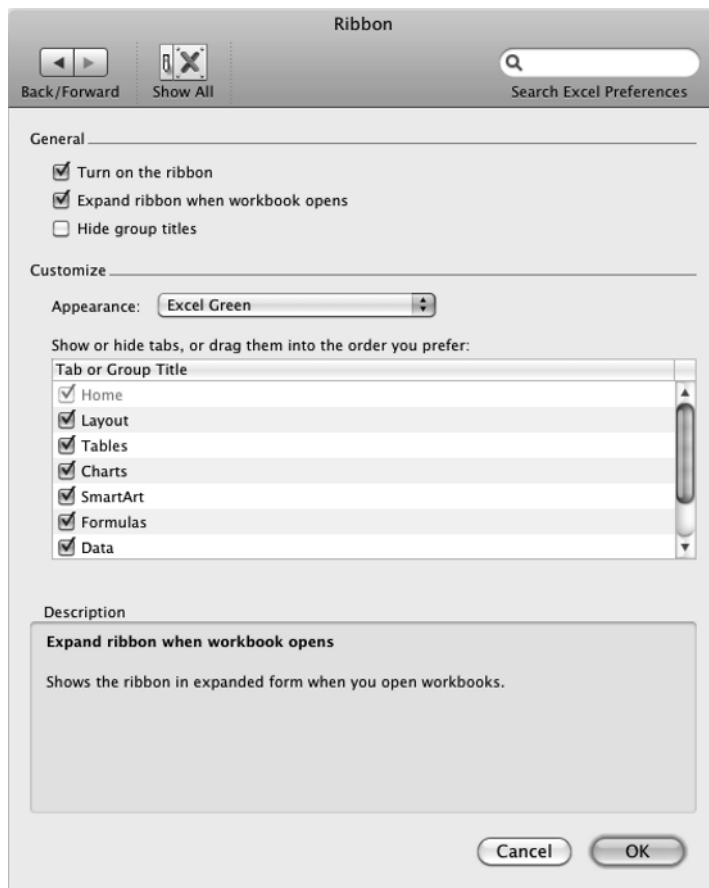 Ribbon
Back/Forward
Show All
Search Excel Preferences
General
Turn on the ribbon
Expand ribbon when workbook opens
Hide group titles
Customize
Appearance: Excel Green
Show or hide tabs, or drag them into the order you prefer:
Tab or Group Title
Home
Layout
Tables
Charts
SmartArt
Formulas
Data
Description
Expand ribbon when workbook opens
Shows the ribbon in expanded form when you open workbooks.
Cancel
OK